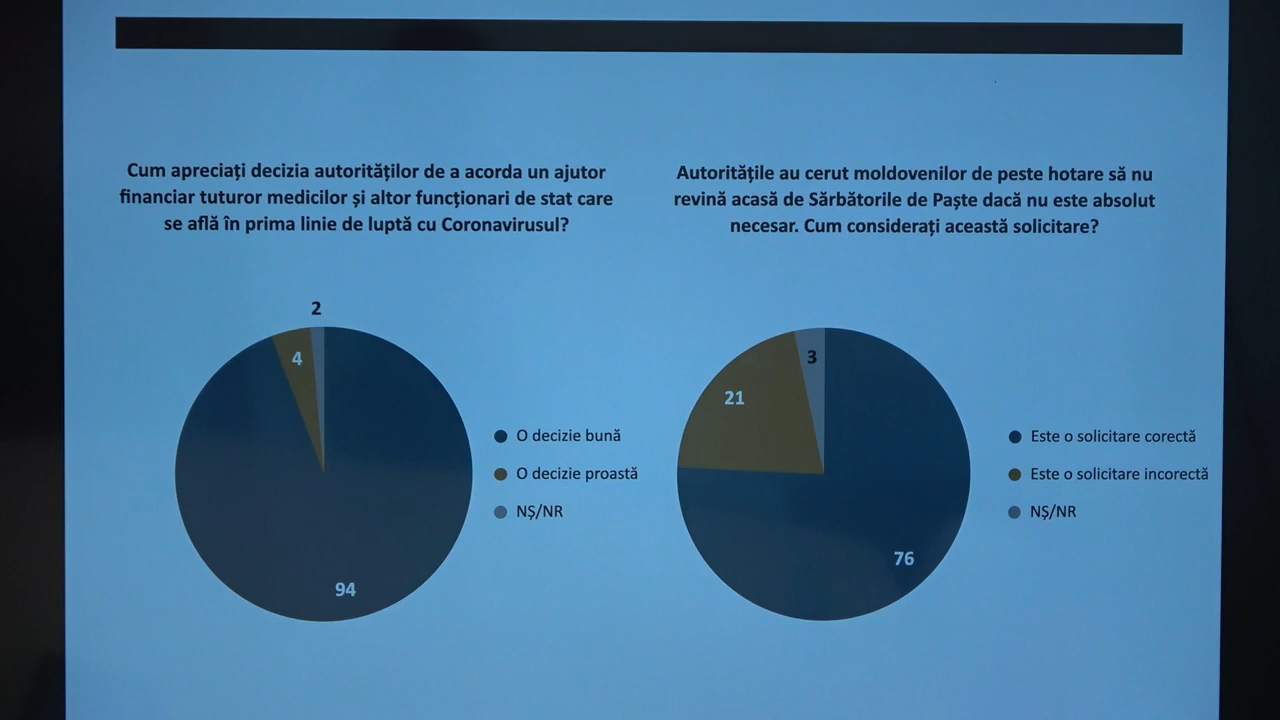 Cum apreciați decizia autorităților de a acorda un ajutor
financiar tuturor medicilor și altor funcționari de stat care
se află în prima linie de luptă cu Coronavirusul?
2
4
94
O decizie bună
O decizie proastă
NȘ/NR
Autoritățile au cerut moldovenilor de peste hotare să nu
revină acasă de Sărbătorile de Paște dacă nu este absolut
necesar. Cum considerați această solicitare?
3
21
76
Este o solicitare corectă
Este o solicitare incorectă
NȘ/NR